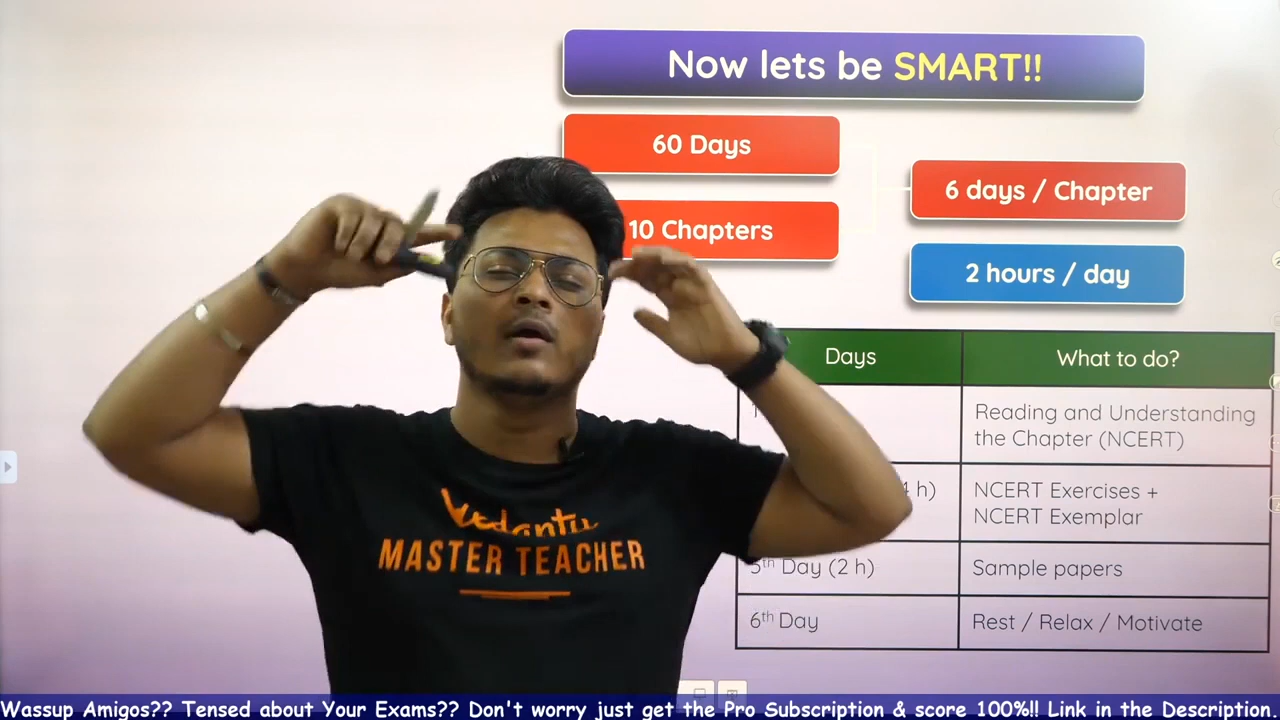 Now lets be SMART!!
60 Days
10 Chapters
6 days / Chapter
2 hours / day
Days
What to do?
Reading and Understanding
the Chapter (NCERT)
h)
NCERT Exercises +
NCERT Exemplar
5th Day (2 h)
Sample papers
6th Day
Rest / Relax / Motivate
Vedantu
MASTER TEACHER
Wassup Amigos?? Tensed about Your Exams?? Don't worry just get the Pro Subscription & score 100%!! Link in the Description